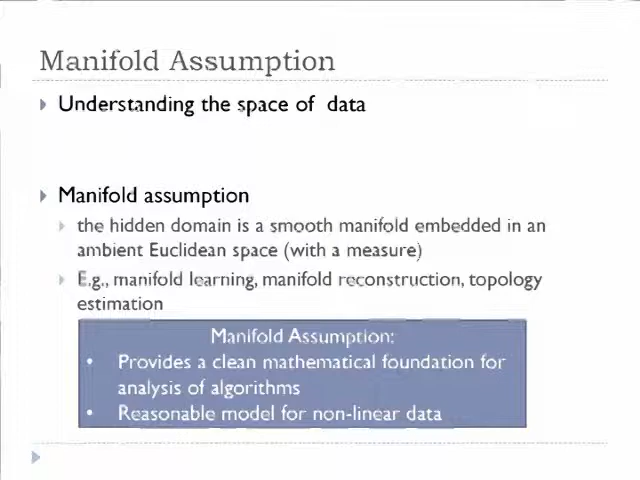 Manifold Assumption
Understanding the space of data
Manifold assumption
the hidden domain is a smooth manifold embedded in an
ambient Euclidean space (with a measure)
E.g., manifold learning, manifold reconstruction, topology
estimation
Manifold Assumption:
• Provides a clean mathematical foundation for
analysis of algorithms
• Reasonable model for non-linear data